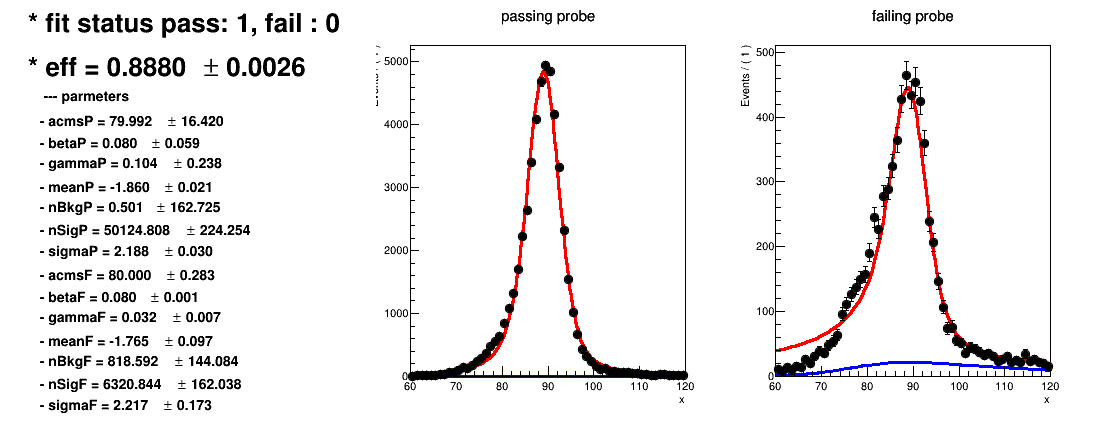 * fit status pass: 1, fail : 0
* eff = 0.8880 ± 0.0026
--- parmeters
- acmsP = 79.992 ± 16.420
- betaP = 0.080 ± 0.059
- gammaP = 0.104 ± 0.238
- meanP = -1.860 ± 0.021
- nBkgP = 0.501 ± 162.725
- nSigP = 50124.808 ± 224.254
- sigmaP = 2.188 ± 0.030
- acmsF = 80.000 ± 0.283
- betaF = 0.080 ± 0.001
- gammaF = 0.032 ± 0.007
- meanF = -1.765 ± 0.097
- nBkgF = 818.592 ± 144.084
- nSigF = 6320.844 ± 162.038
- sigmaF = 2.217 ± 0.173
passing probe
5000
4000
3000
2000
1000
0
60 70 80 90 100 110 120
x
failing probe
Events / ( 1 )
500
400
300
200
100
0
60 70 80 90 100 110 120
x